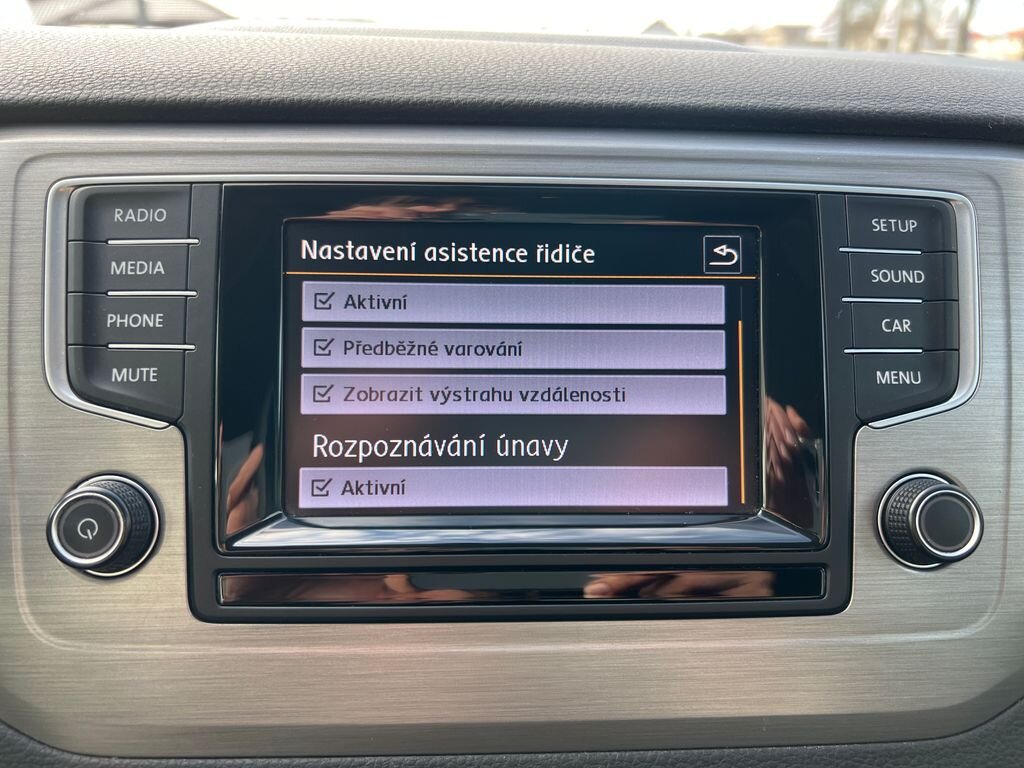 RADIO
MEDIA
PHONE
MUTE
Nastavení asistence řidiče
Aktivní
Předběžné varování
Zobrazit výstrahu vzdálenosti
Rozpoznávání únavy
Aktivní
SETUP
SOUND
CAR
MENU